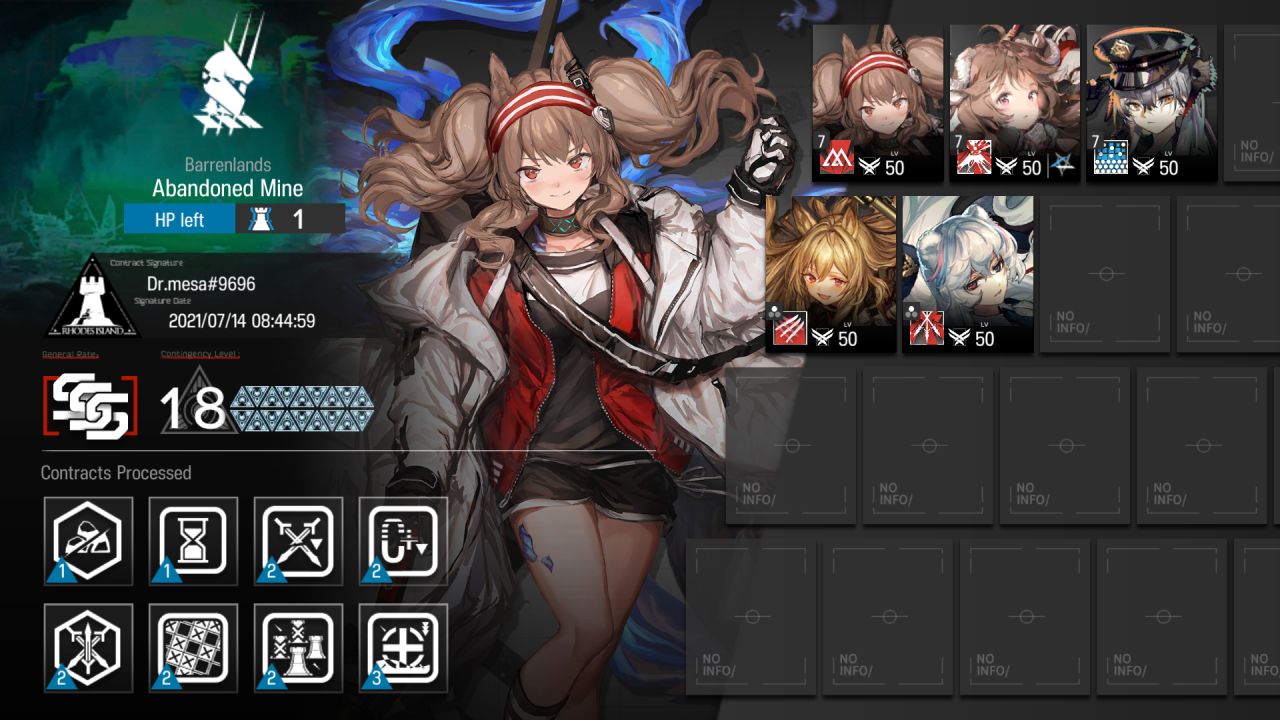 Barrenlands
Abandoned Mine
HP left 1
Contract Signature
Dr.mesa#9696
Signature Date
2021/07/14 08:44:59
RHODES ISLAND
General Rate:
Contingency Level:
SSS
18
Contracts Processed
1 1 2 2
2 2 2 3
7 LV 50
7 LV 50
7 LV 50
NO INFO/
LV 50
LV 50
NO INFO/
NO INFO/
NO INFO/
NO INFO/
NO INFO/
NO INFO/
NO INFO/
NO INFO/
NO INFO/
NO INFO/
NO INFO